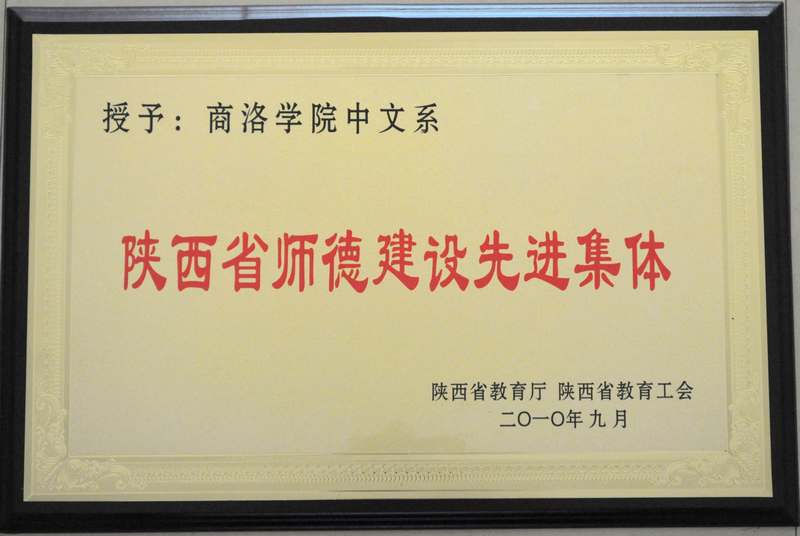 授予：商洛学院中文系
陕西省师德建设先进集体
陕西省教育厅 陕西省教育工会
二〇一〇年九月